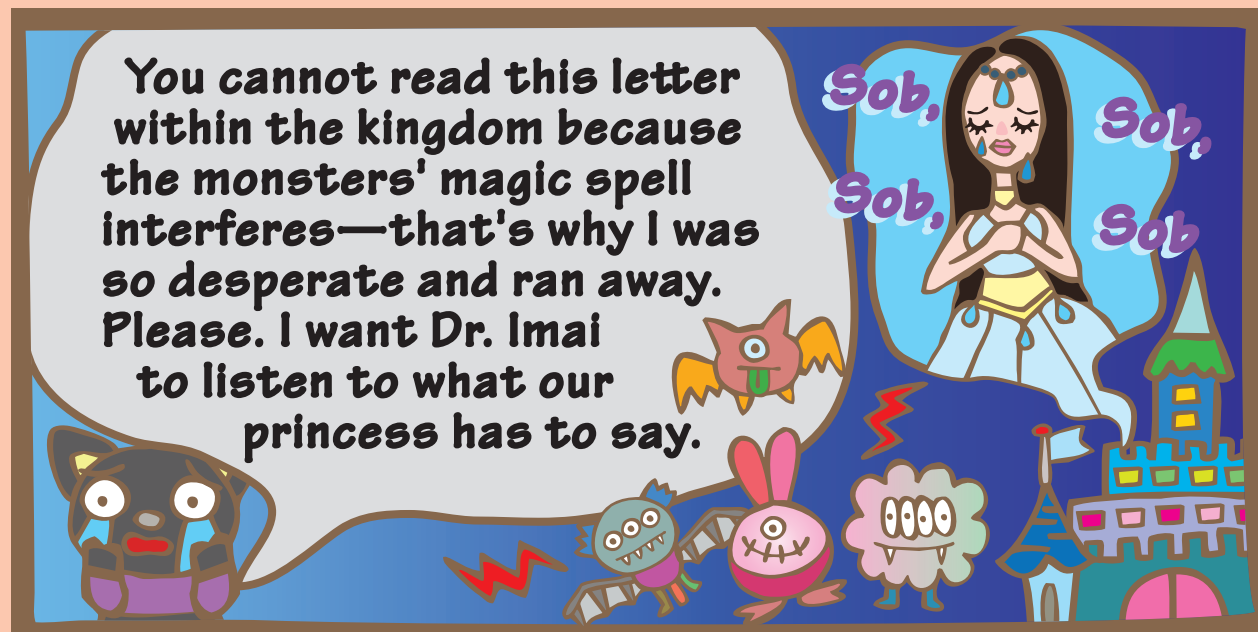 You cannot read this letter
within the kingdom because
the monsters' magic spell
interferes—that's why I was
so desperate and ran away.
Please. I want Dr. Imai
to listen to what our
princess has to say.
Sob,
Sob,
Sob,
Sob